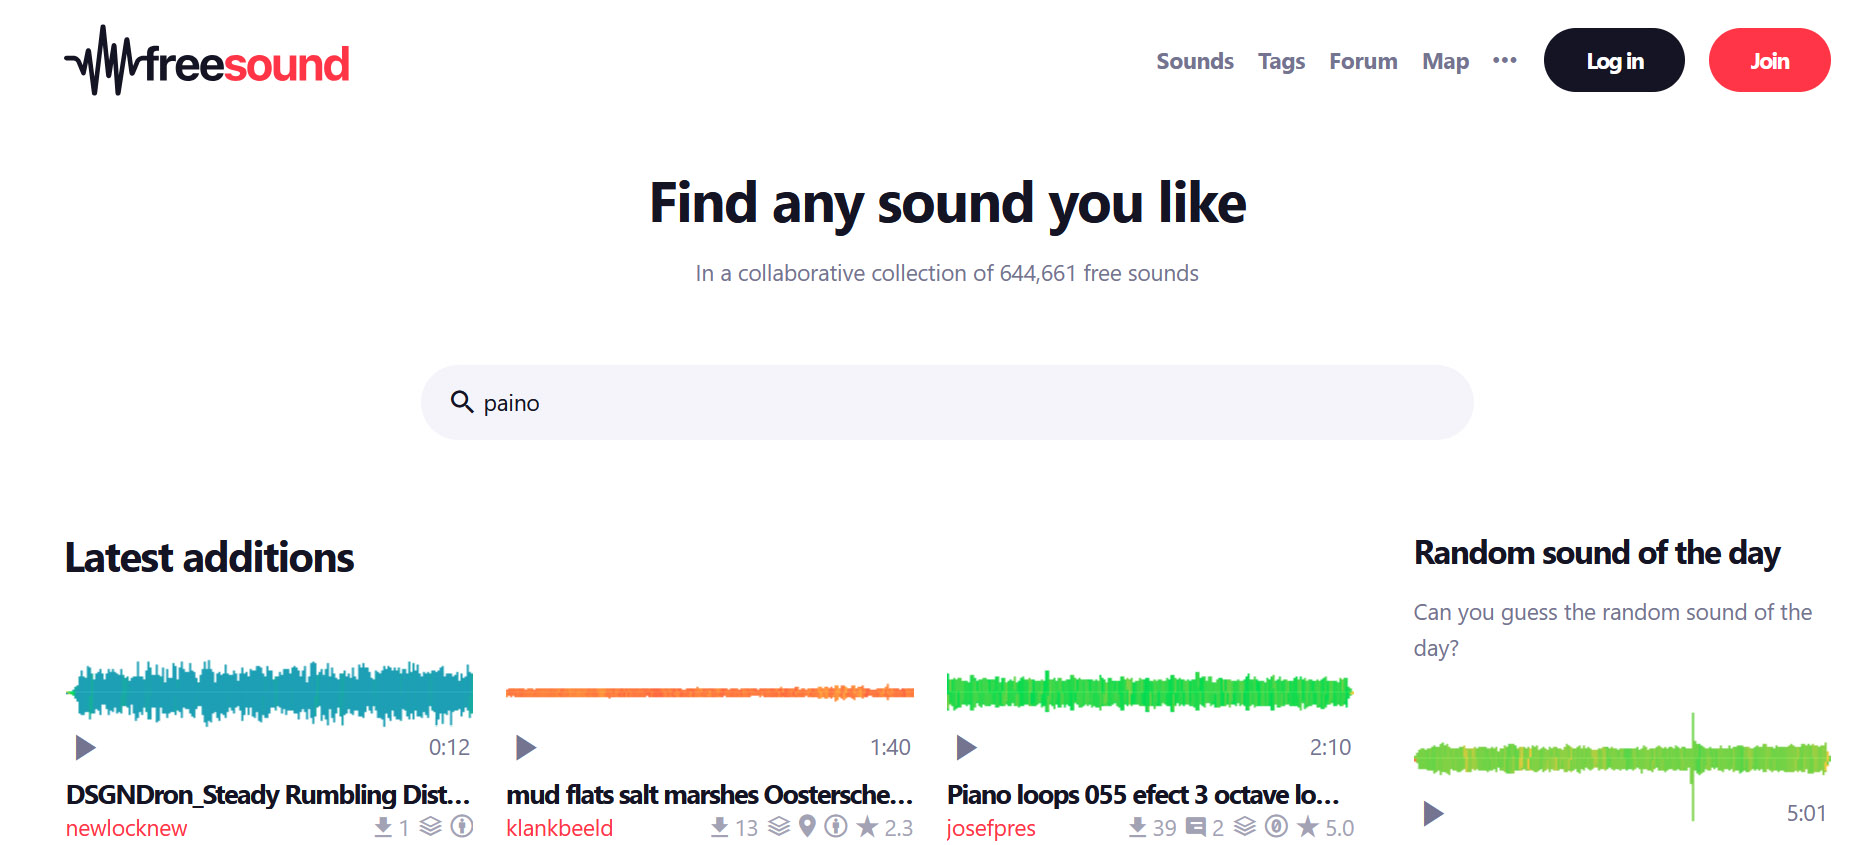 freesound
Sounds Tags Forum Map ••• Log in Join
Find any sound you like
In a collaborative collection of 644,661 free sounds
paino
Latest additions
0:12
DSGNDron_Steady Rumbling Dist...
newlocknew 1
1:40
mud flats salt marshes Oostersche...
klankbeeld 13 2.3
2:10
Piano loops 055 efect 3 octave lo...
josefpres 39 2 0 5.0
Random sound of the day
Can you guess the random sound of the
day?
5:01